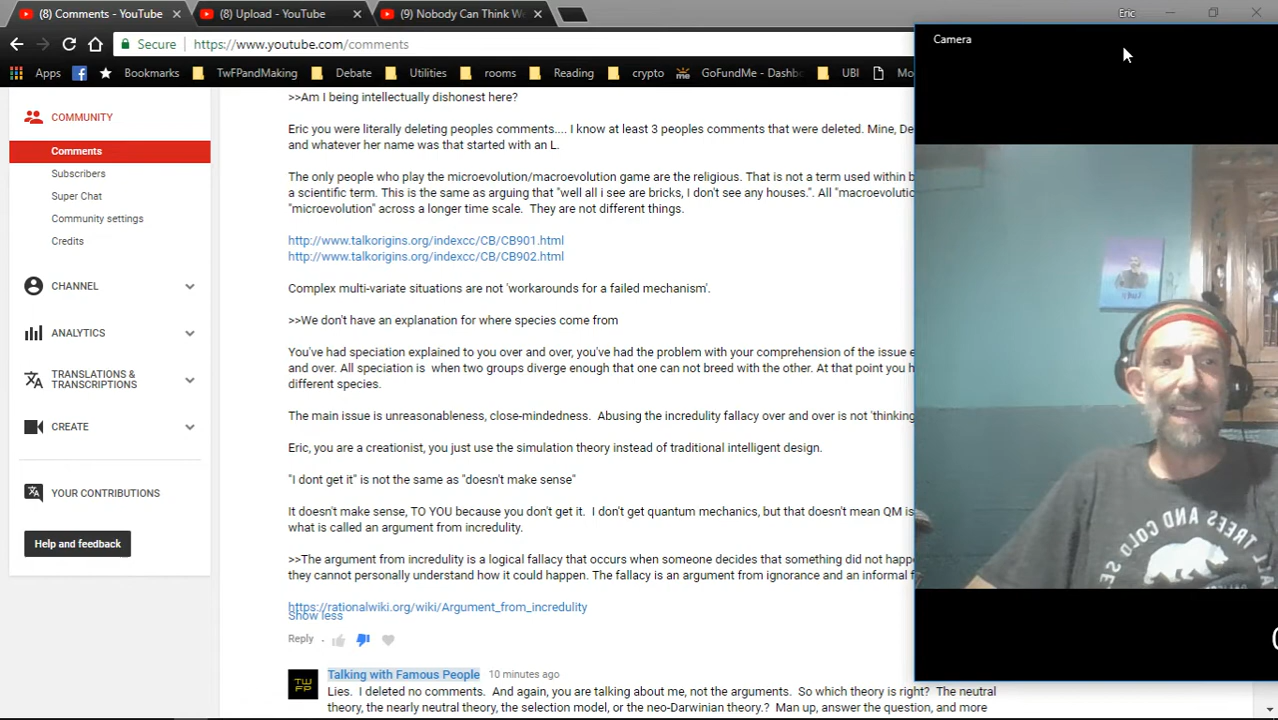 (8) Comments - YouTube
(8) Upload - YouTube
(9) Nobody Can Think W
Eric
Secure
https://www.youtube.com/comments
Camera
Apps
Bookmarks
TwFPandMaking
Debate
Utilities
rooms
Reading
crypto
GoFundMe - Dashbo
UBI
Mo
COMMUNITY
Comments
Subscribers
Super Chat
Community settings
Credits
CHANNEL
ANALYTICS
TRANSLATIONS &
TRANSCRIPTIONS
CREATE
YOUR CONTRIBUTIONS
Help and feedback
>>Am I being intellectually dishonest here?
Eric you were literally deleting peoples comments.... I know at least 3 peoples comments that were deleted. Mine, De
and whatever her name was that started with an L.
The only people who play the microevolution/macroevolution game are the religious. That is not a term used within b
a scientific term. This is the same as arguing that "well all i see are bricks, I don't see any houses.". All "macroevolutio
"microevolution" across a longer time scale. They are not different things.
http://www.talkorigins.org/indexcc/CB/CB901.html
http://www.talkorigins.org/indexcc/CB/CB902.html
Complex multi-variate situations are not 'workarounds for a failed mechanism'.
>>We don't have an explanation for where species come from
You've had speciation explained to you over and over, you've had the problem with your comprehension of the issue e
and over. All speciation is when two groups diverge enough that one can not breed with the other. At that point you h
different species.
The main issue is unreasonableness, close-mindedness. Abusing the incredulity fallacy over and over is not 'thinking
Eric, you are a creationist, you just use the simulation theory instead of traditional intelligent design.
"I dont get it" is not the same as "doesn't make sense"
It doesn't make sense, TO YOU because you don't get it. I don't get quantum mechanics, but that doesn't mean QM is
what is called an argument from incredulity.
>>The argument from incredulity is a logical fallacy that occurs when someone decides that something did not happe
they cannot personally understand how it could happen. The fallacy is an argument from ignorance and an informal f
https://rationalwiki.org/wiki/Argument_from_incredulity
Show less
Reply
TW
FP
Talking with Famous People
10 minutes ago
Lies. I deleted no comments. And again, you are talking about me, not the arguments. So which theory is right? The neutral
theory, the nearly neutral theory, the selection model, or the neo-Darwinian theory.? Man up, answer the question, and more
TREES AND COL